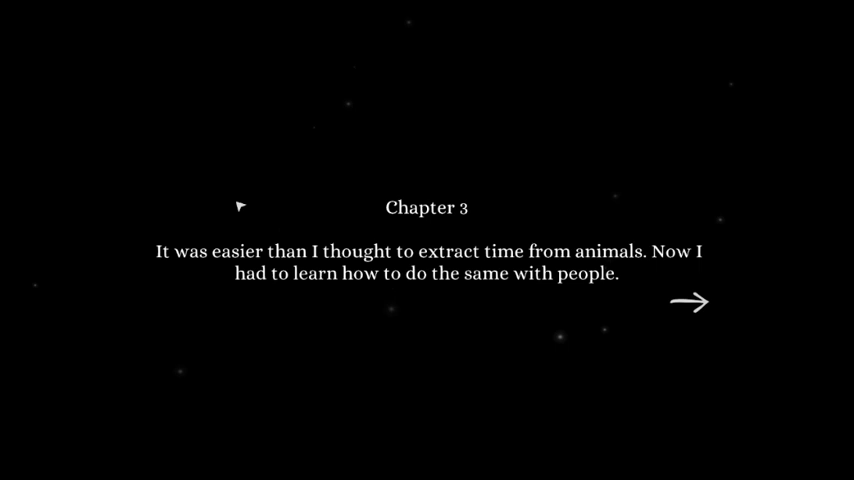 Chapter 3
It was easier than I thought to extract time from animals. Now I
had to learn how to do the same with people.